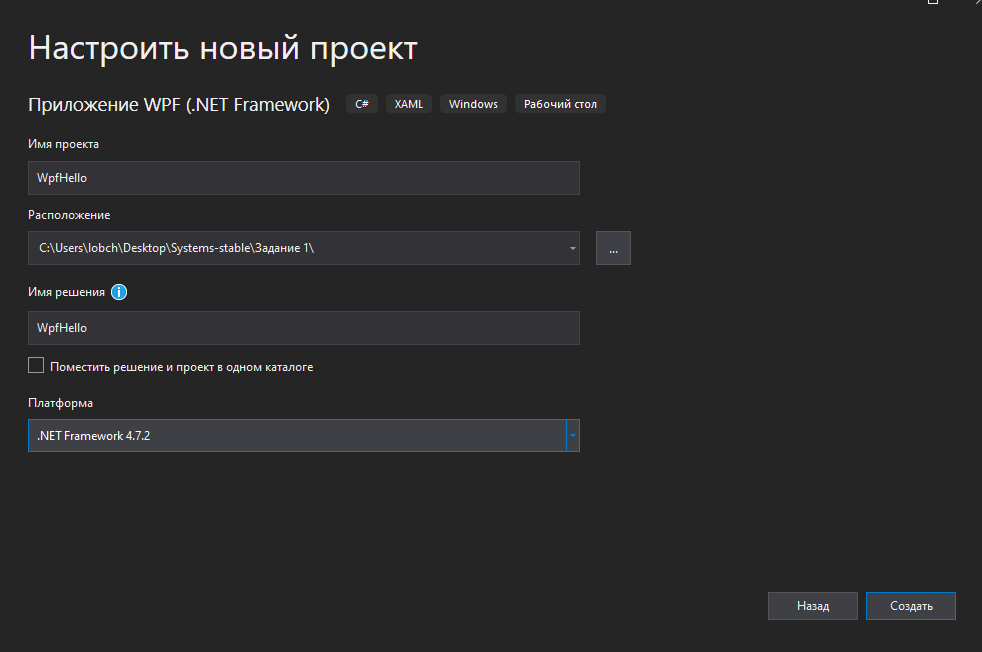 Настроить новый проект
Приложение WPF (.NET Framework) C# XAML Windows Рабочий стол
Имя проекта
WpfHello
Расположение
C:\Users\lobch\Desktop\Systems-stable\Задание 1\
...
Имя решения
WpfHello
Поместить решение и проект в одном каталоге
Платформа
.NET Framework 4.7.2
Назад Создать